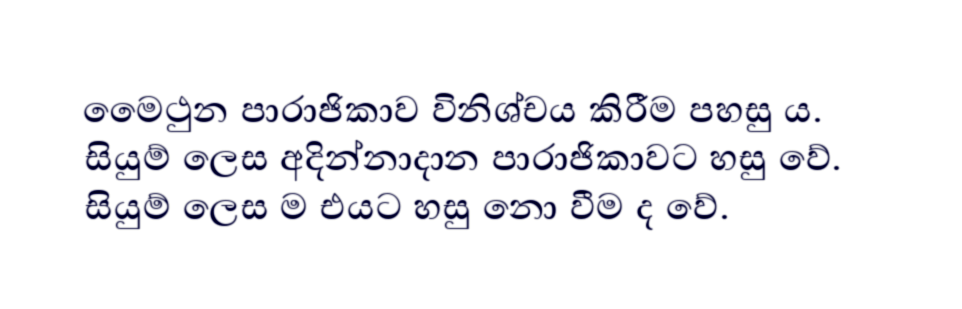 මෛථුන පාරාජිකාව විනිශ්චය කිරීම පහසු ය.
සියුම් ලෙස අදින්නාදාන පාරාජිකාවට හසු වේ.
සියුම් ලෙස ම එයට හසු නො වීම ද වේ.